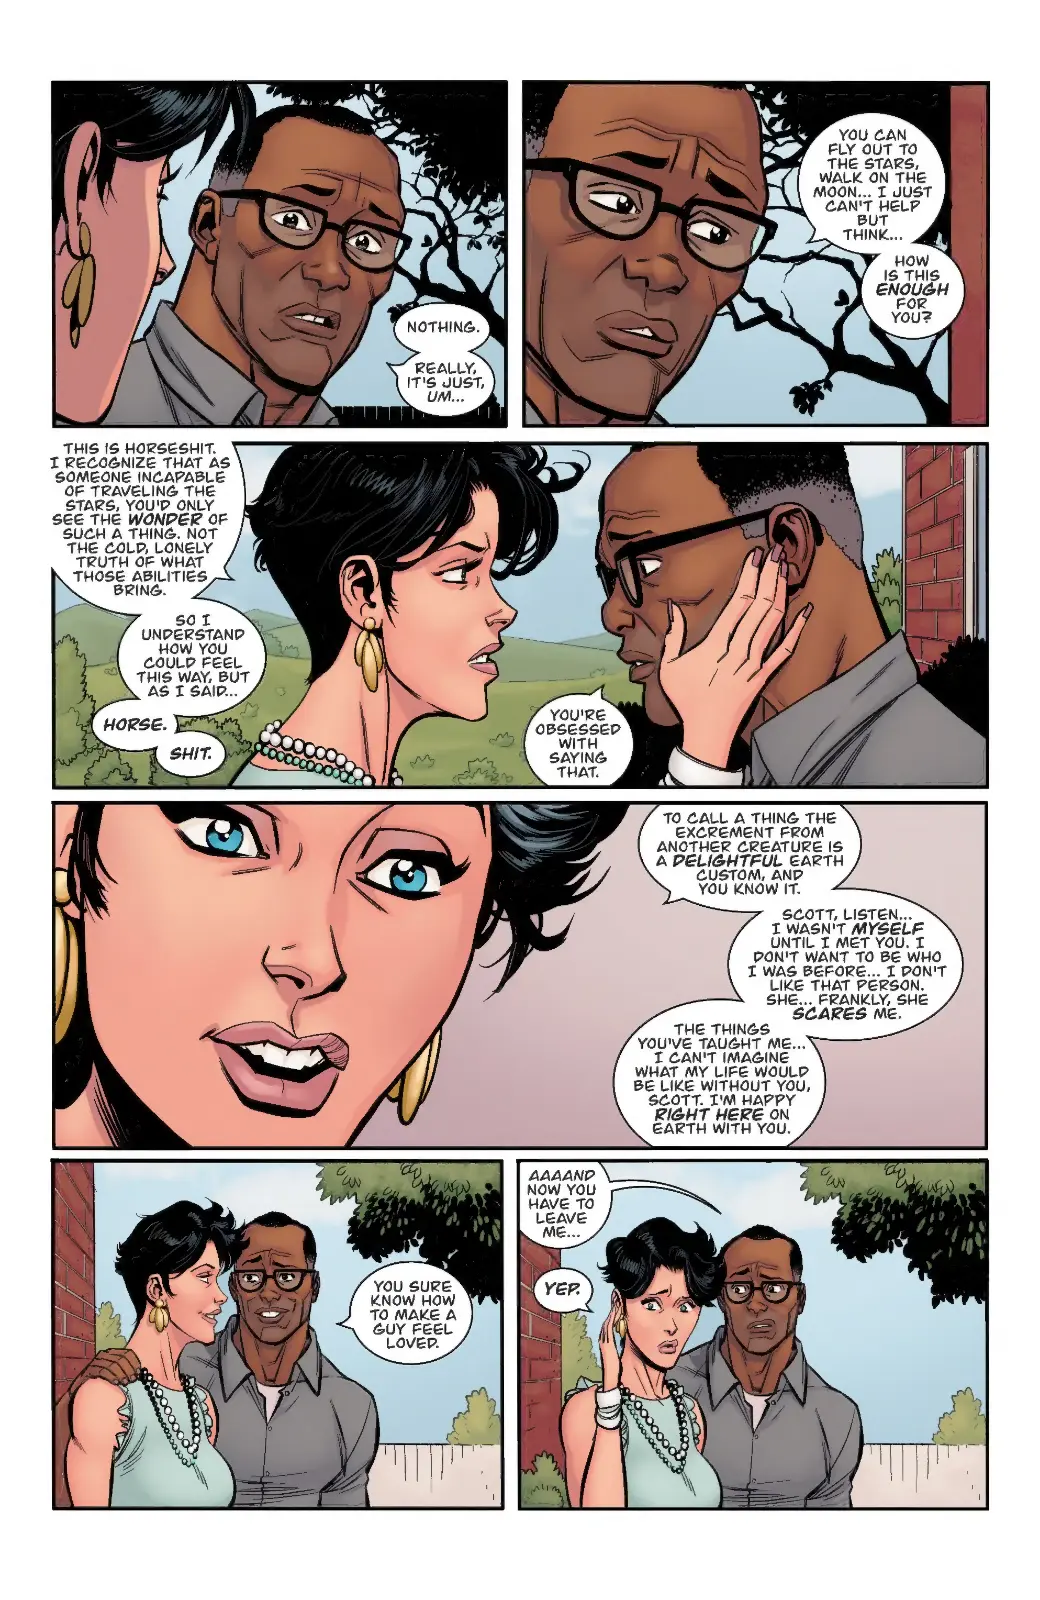 NOTHING.
REALLY,
IT'S JUST,
UM...
YOU CAN
FLY OUT TO
THE STARS,
WALK ON THE
MOON... I JUST
CAN'T HELP
BUT
THINK...
HOW
IS THIS
ENOUGH
FOR
YOU?
THIS IS HORSESHIT.
I RECOGNIZE THAT AS
SOMEONE INCAPABLE
OF TRAVELING THE
STARS, YOU'D ONLY
SEE THE WONDER OF
SUCH A THING. NOT
THE COLD, LONELY
TRUTH OF WHAT
THOSE ABILITIES
BRING.
SO I
UNDERSTAND
HOW YOU
COULD FEEL
THIS WAY, BUT
AS I SAID...
HORSE.
SHIT.
YOU'RE
OBSESSED
WITH
SAYING
THAT.
TO CALL A THING THE
EXCREMENT FROM
ANOTHER CREATURE IS
A DELIGHTFUL EARTH
CUSTOM, AND
YOU KNOW IT.
SCOTT, LISTEN...
I WASN'T MYSELF
UNTIL I MET YOU. I
DON'T WANT TO BE WHO
I WAS BEFORE... I DON'T
LIKE THAT PERSON.
SHE... FRANKLY, SHE
SCARES ME.
THE THINGS
YOU'VE TAUGHT ME...
I CAN'T IMAGINE
WHAT MY LIFE WOULD
BE LIKE WITHOUT YOU,
SCOTT. I'M HAPPY
RIGHT HERE ON
EARTH WITH YOU.
YOU SURE
KNOW HOW
TO MAKE A
GUY FEEL
LOVED.
AAAAND
NOW YOU
HAVE TO
LEAVE
ME...
YEP.